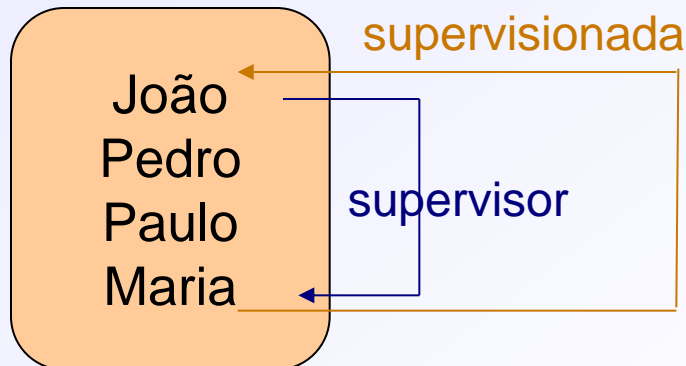 supervisionada
João
Pedro
Paulo
supervisor
Maria